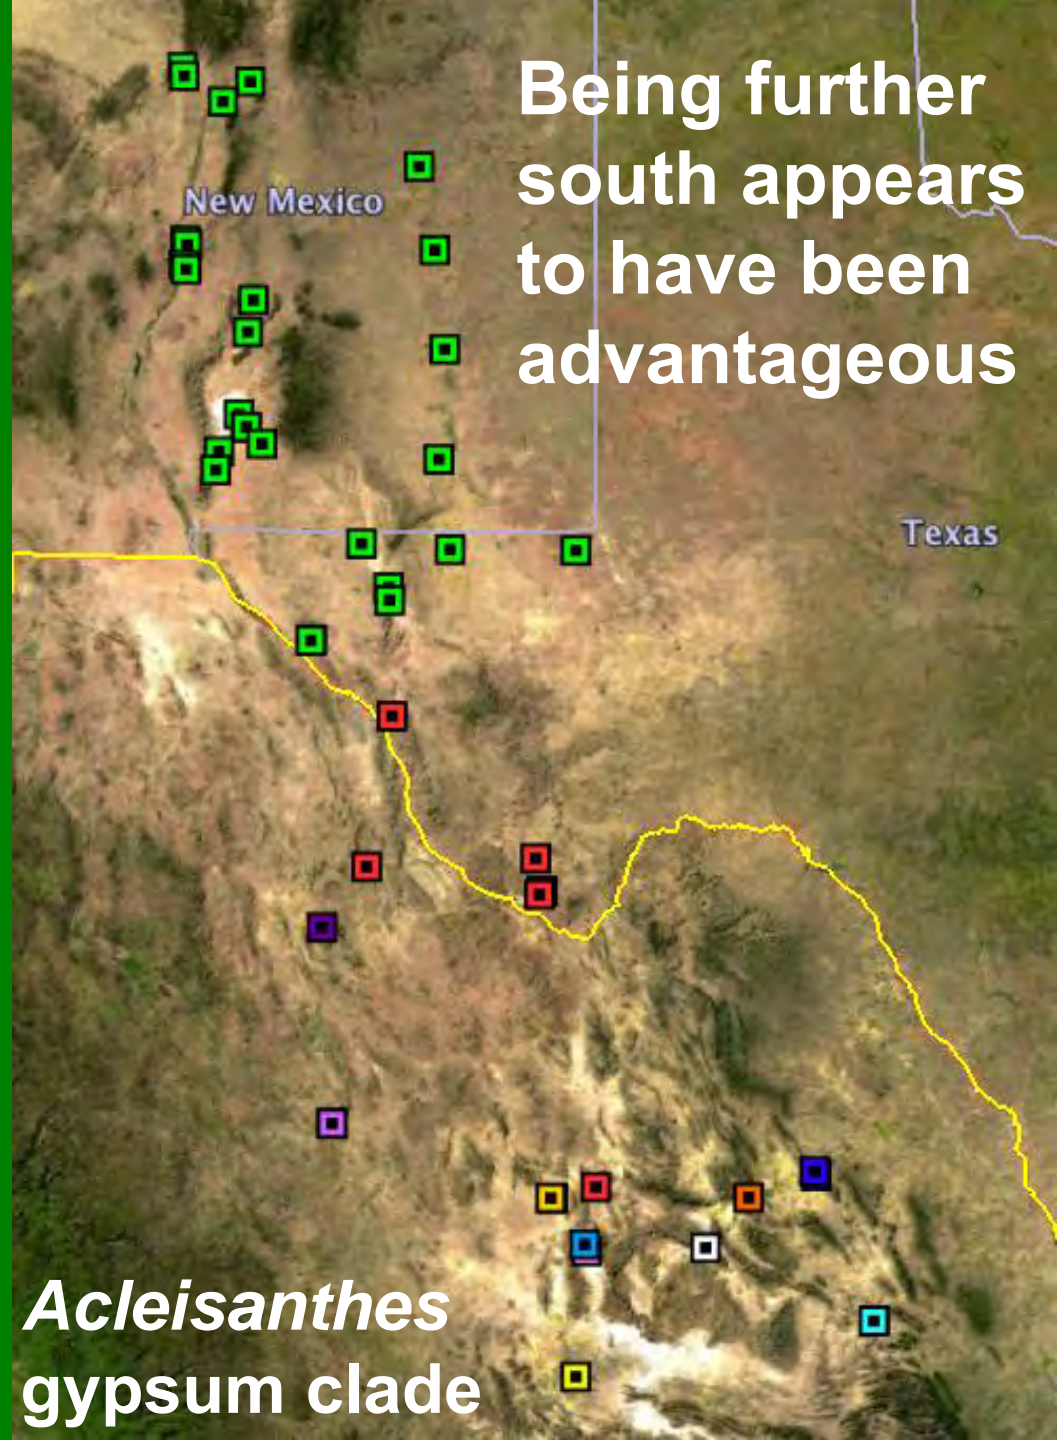 Being further
south appears
to have been
advantageous
New Mexico
Texas
Acleisanthes
gypsum clade